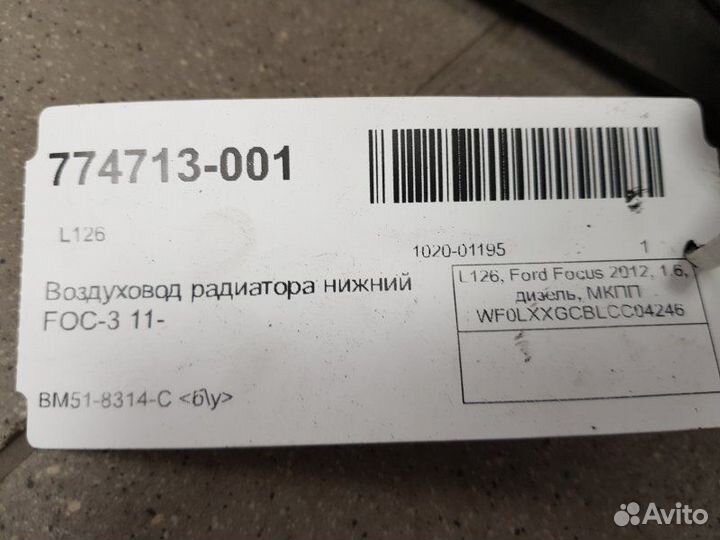 774713-001
L126
1020-01195 1
Воздуховод радиатора нижний
FOC-3 11-
L126, Ford Focus 2012, 1.6,
дизель, МКПП
WF0LXXGCBLCC04246
BM51-8314-C <б\у>
Avito